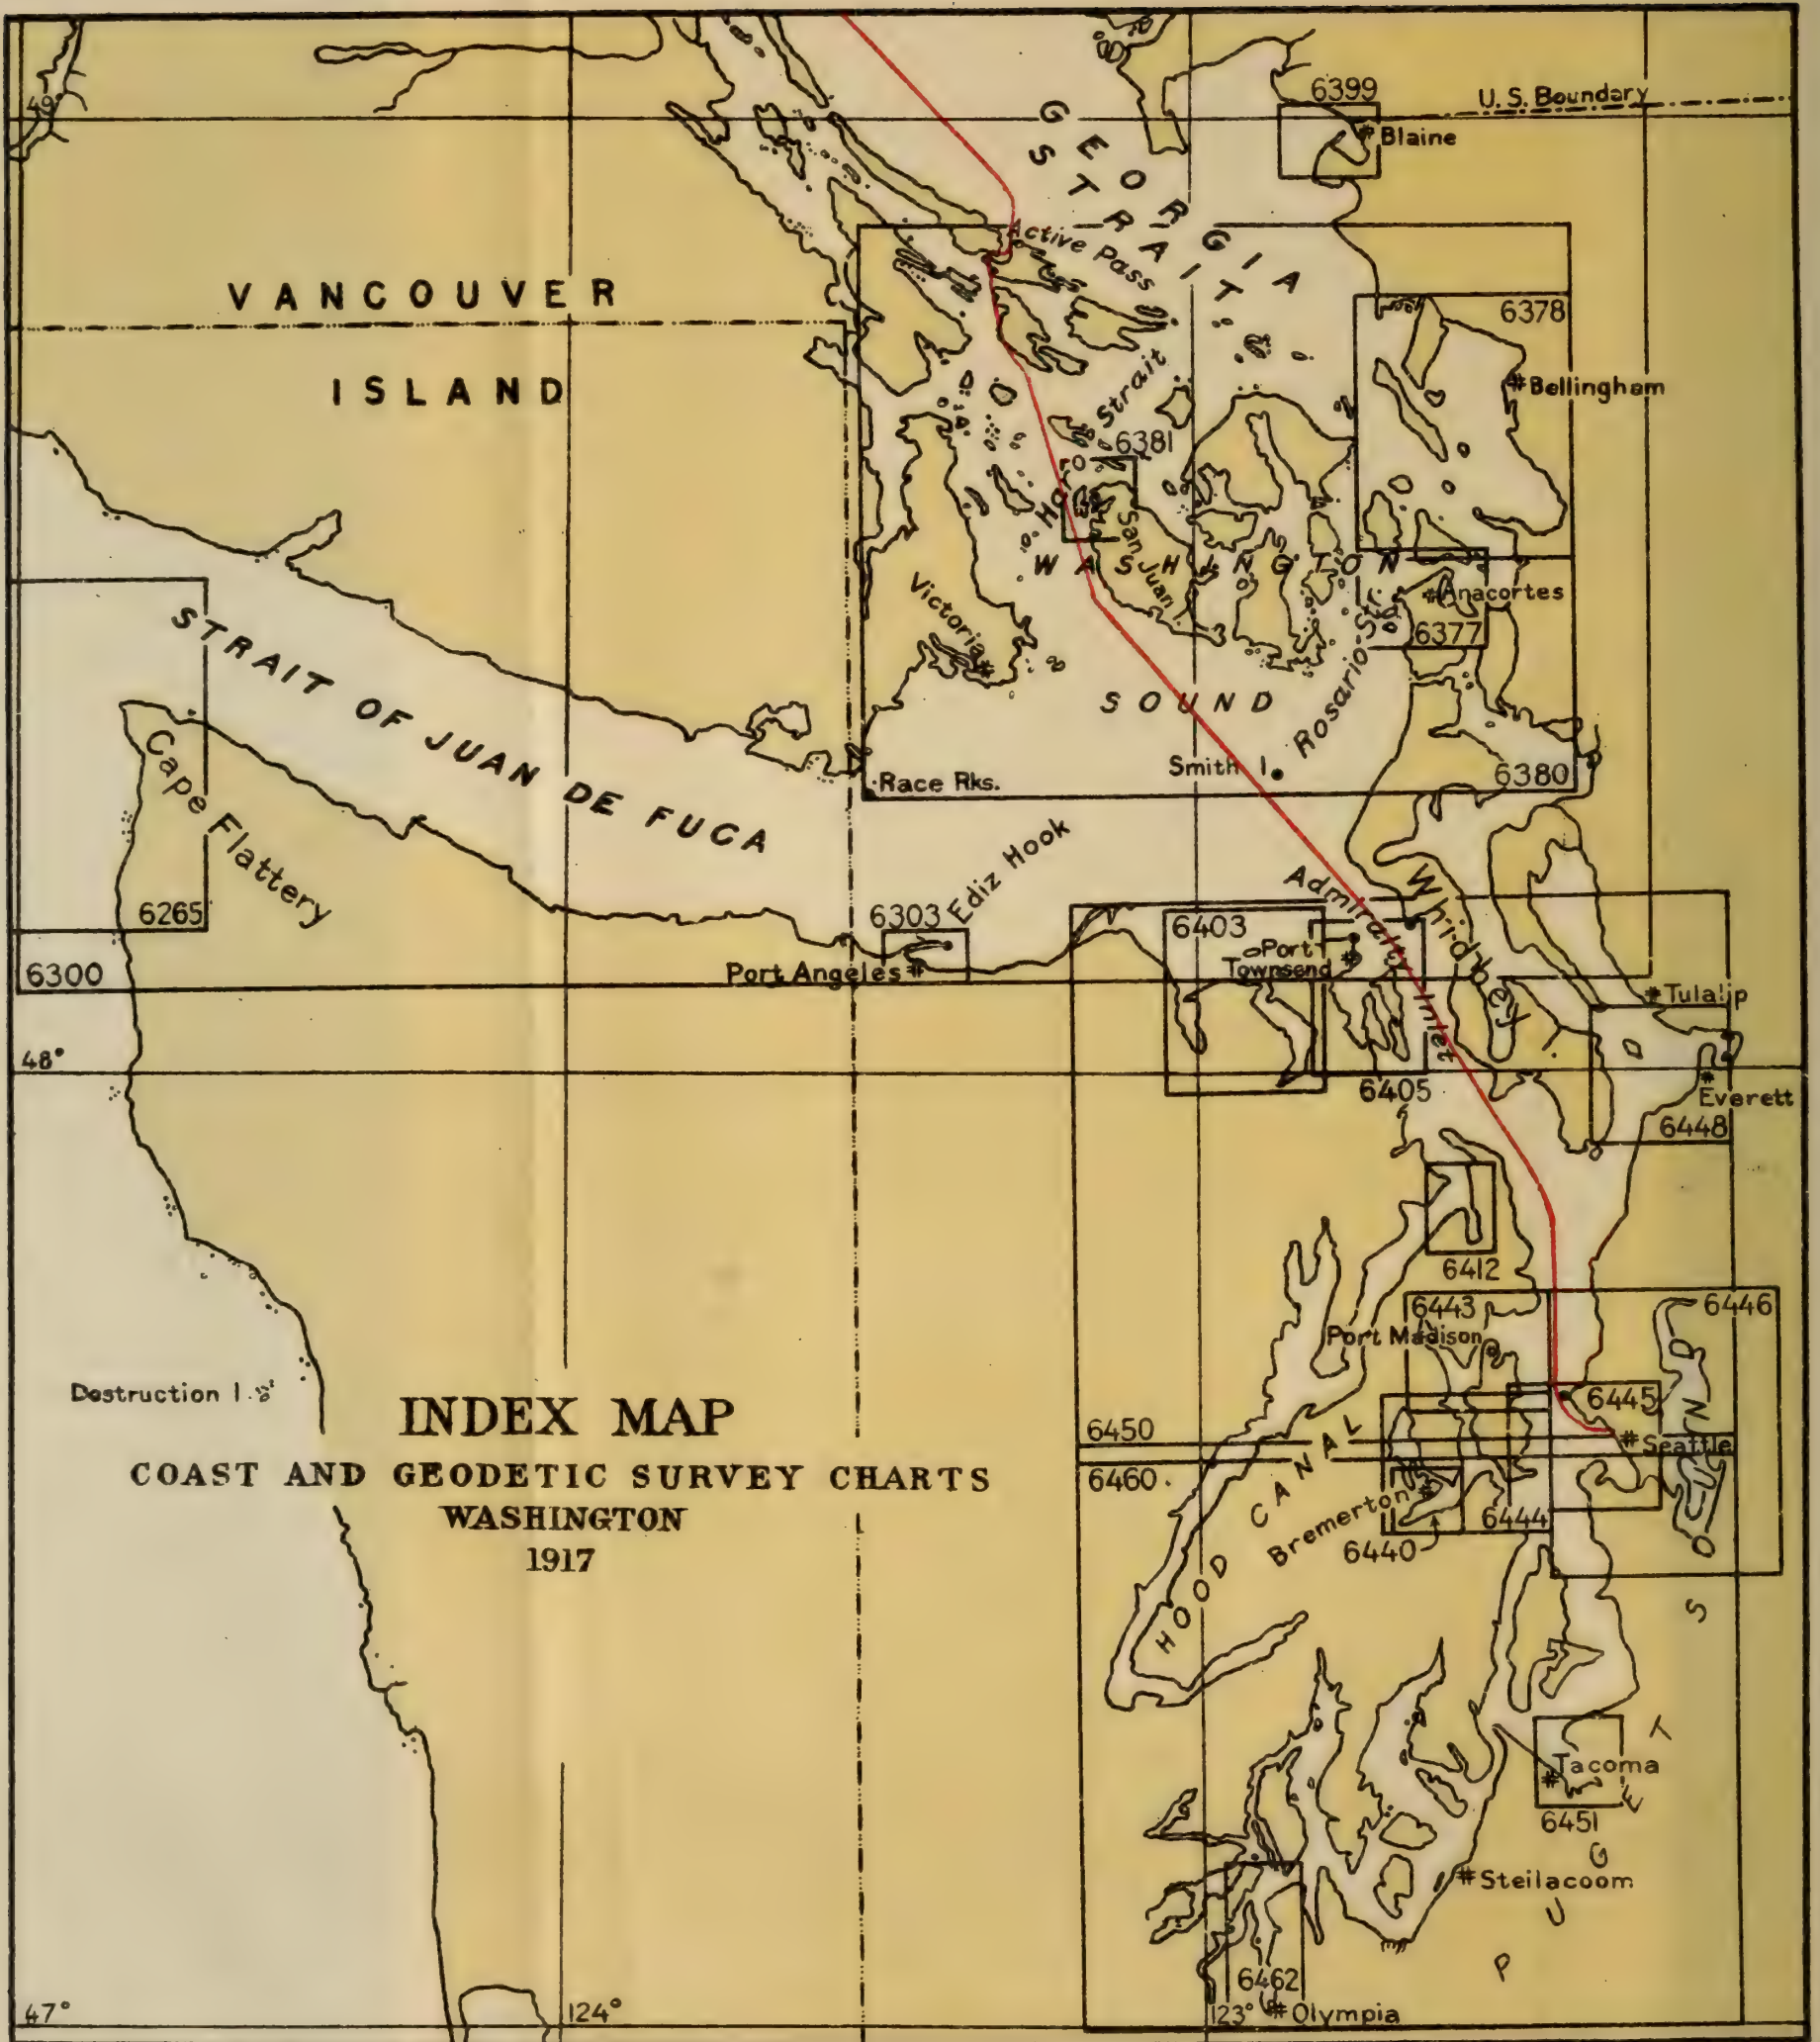 49°
6399
U.S. Boundary
Blaine
GEORGIA
STRAIT
Active Pass
VANCOUVER
ISLAND
6378
Bellingham
Haro Strait
6381
San Juan
WASHINGTON
SOUND
Victoria
Anacortes
6377
Rosario Str.
STRAIT OF JUAN DE FUCA
Smith I.
Race Rks.
6380
Cape Flattery
6265
Ediz Hook
6303
Port Angeles
6300
Admiralty Inlet
Whidbey
6403
Port
Townsend
Tulalip
48°
6405
Everett
6448
6412
6443
6446
Port Madison
Destruction I.
6445
Seattle
6450
6460
HOOD CANAL
Bremerton
6444
6440
INDEX MAP
COAST AND GEODETIC SURVEY CHARTS
WASHINGTON
1917
PUGET SOUND
Tacoma
6451
Steilacoom
6462
47°
124°
123°
Olympia